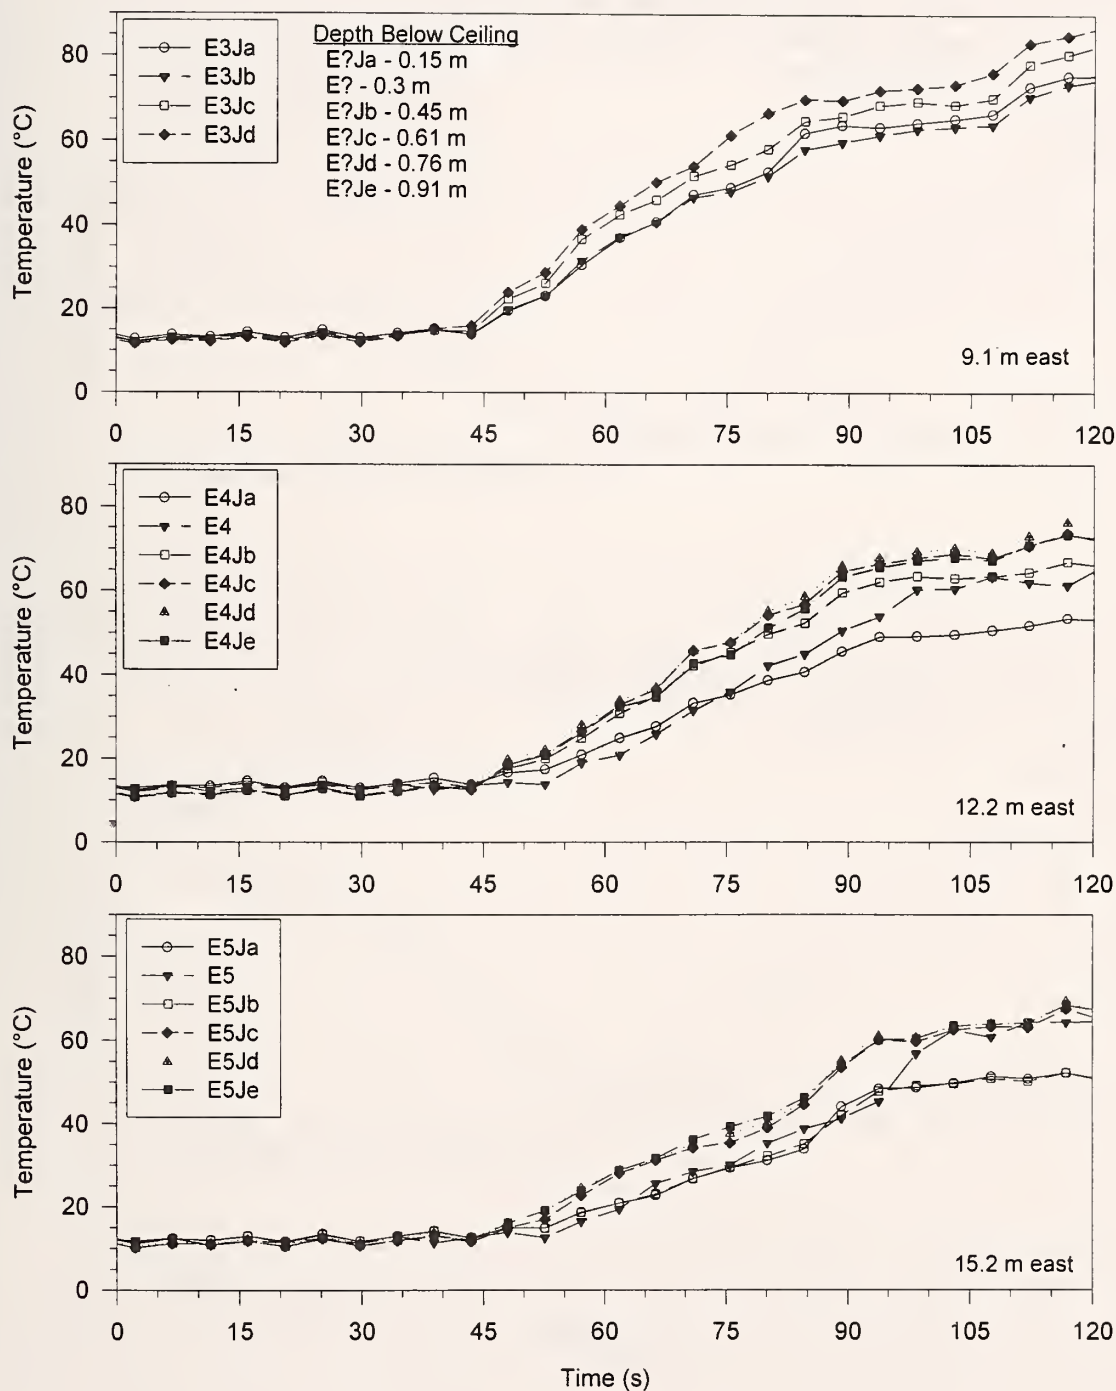 E3Ja
E3Jb
E3Jc
E3Jd
Depth Below Ceiling
E?Ja - 0.15 m
E? - 0.3 m
E?Jb - 0.45 m
E?Jc - 0.61 m
E?Jd - 0.76 m
E?Je - 0.91 m
Temperature (°C)
80
60
40
20
0
9.1 m east
0 15 30 45 60 75 90 105 120
E4Ja
E4
E4Jb
E4Jc
E4Jd
E4Je
Temperature (°C)
80
60
40
20
0
12.2 m east
0 15 30 45 60 75 90 105 120
E5Ja
E5
E5Jb
E5Jc
E5Jd
E5Je
Temperature (°C)
80
60
40
20
0
15.2 m east
0 15 30 45 60 75 90 105 120
Time (s)